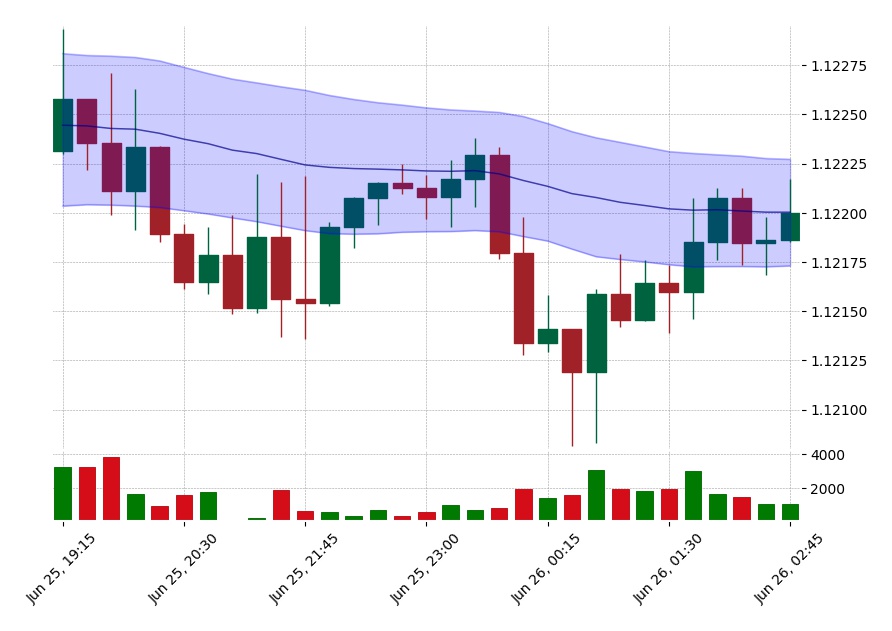 1.12275
1.12250
1.12225
1.12200
1.12175
1.12150
1.12125
1.12100
4000
2000
Jun 25, 19:15
Jun 25, 20:30
Jun 25, 21:45
Jun 25, 23:00
Jun 26, 00:15
Jun 26, 01:30
Jun 26, 02:45